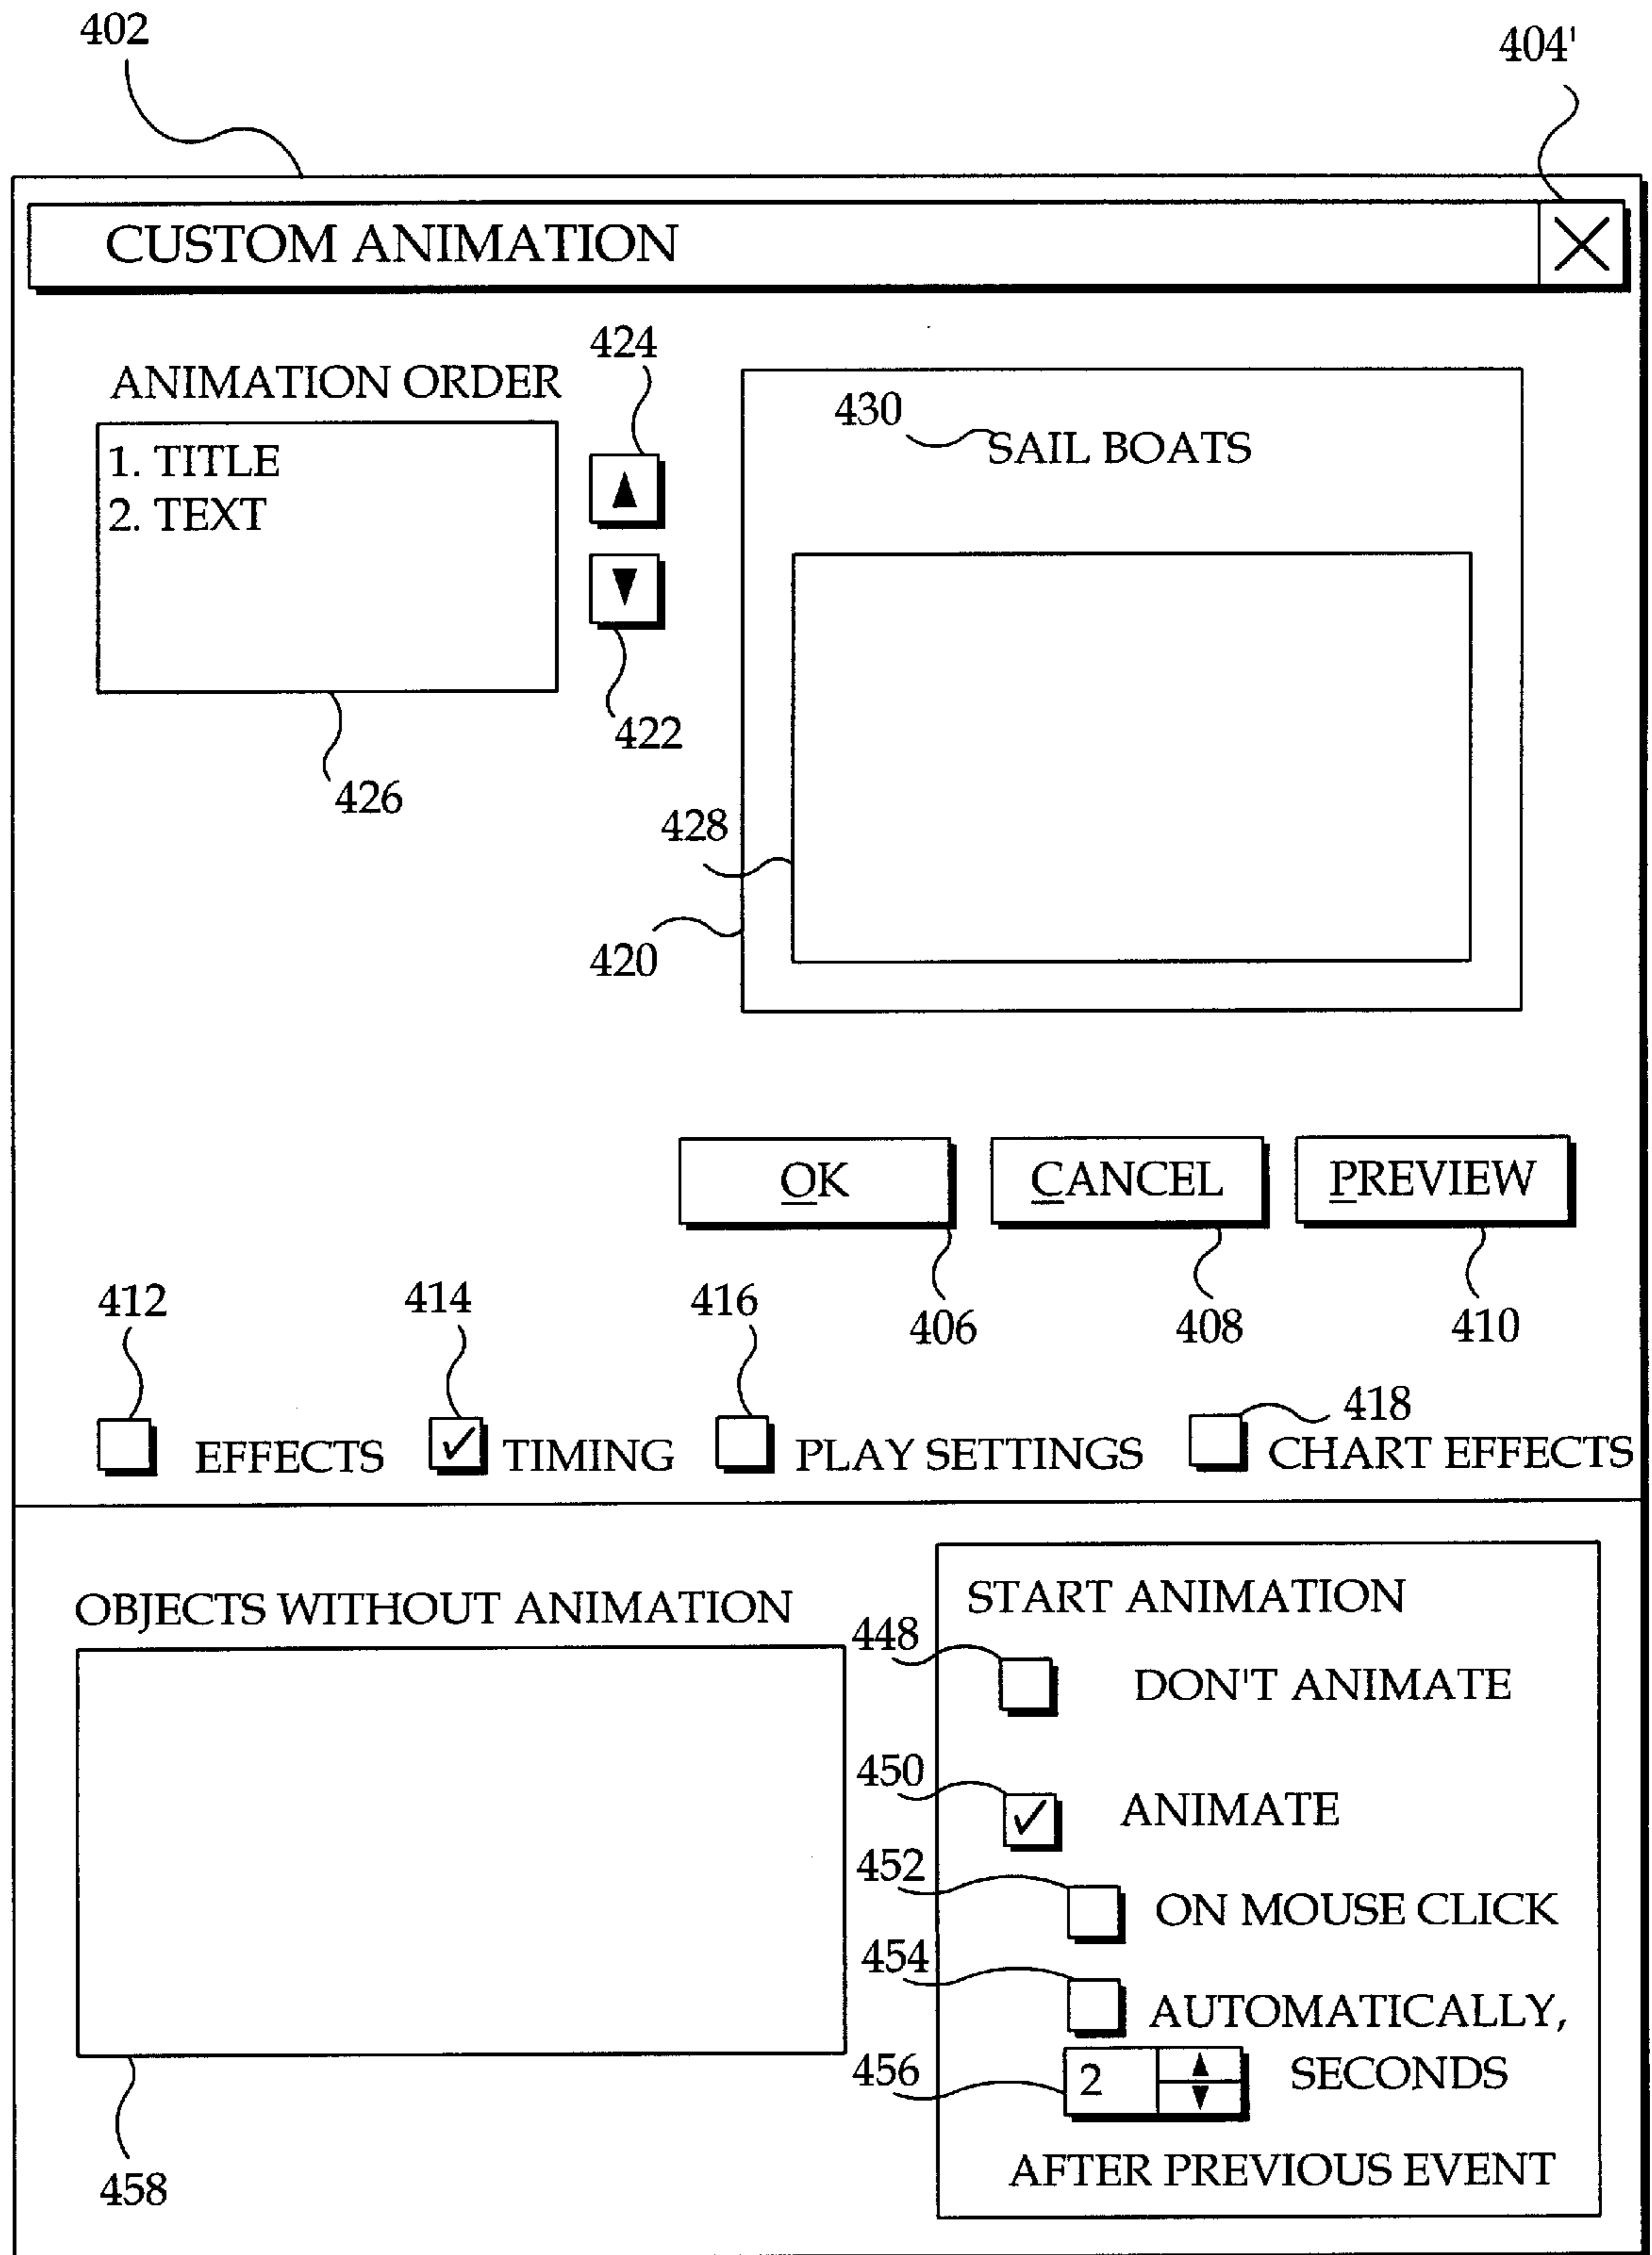 402
404'
CUSTOM ANIMATION
424
ANIMATION ORDER
430
SAIL BOATS
1. TITLE
2. TEXT
422
426
428
420
OK
CANCEL
PREVIEW
412
414
416
406
408
410
418
EFFECTS
TIMING
PLAY SETTINGS
CHART EFFECTS
OBJECTS WITHOUT ANIMATION
START ANIMATION
448
DON'T ANIMATE
450
ANIMATE
452
ON MOUSE CLICK
454
AUTOMATICALLY,
456
2
SECONDS
AFTER PREVIOUS EVENT
458